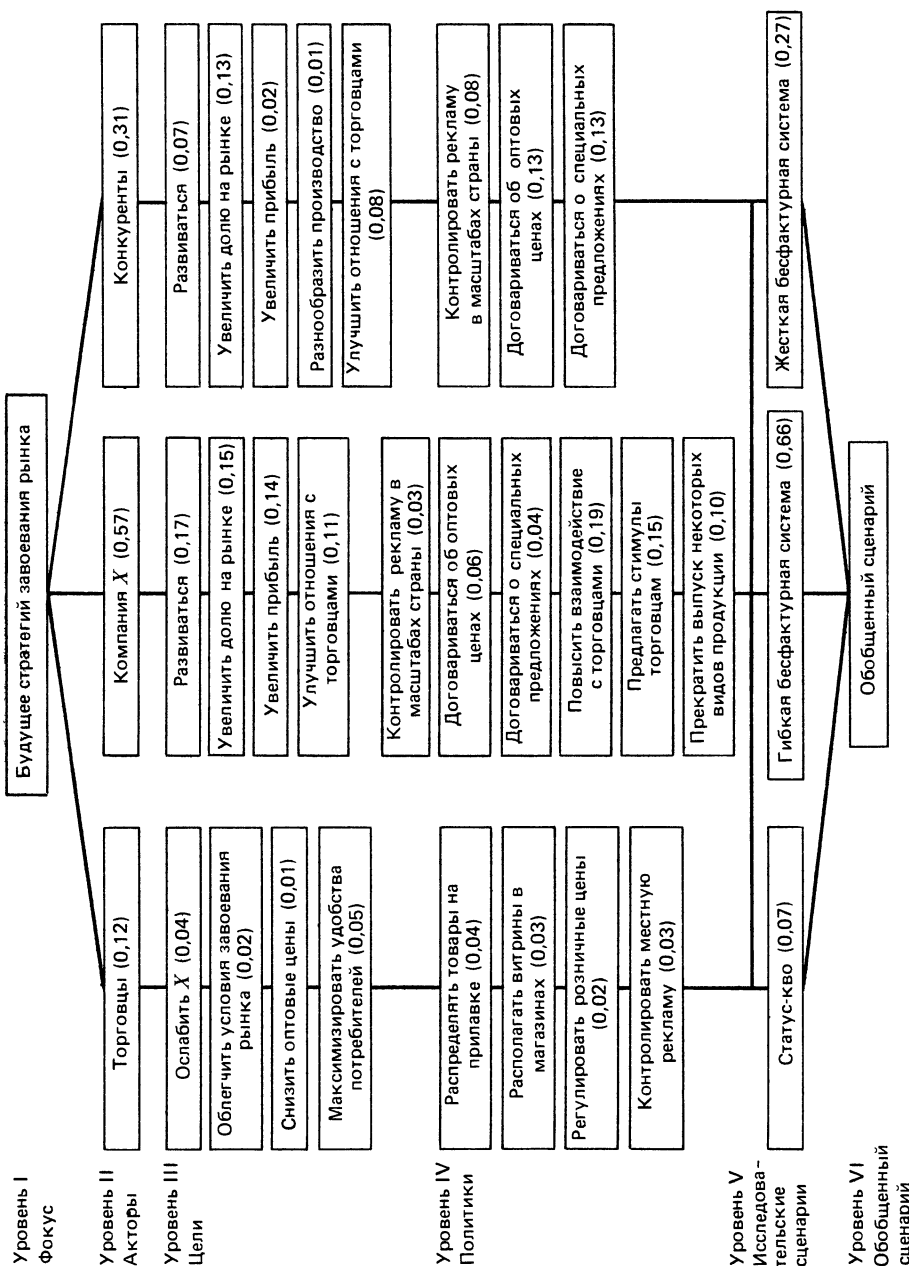 Уровень I
Фокус
Будущее стратегий завоевания рынка
Уровень II
Акторы
Торговцы (0,12)
Компания X (0,57)
Конкуренты (0,31)
Уровень III
Цели
Ослабить X (0,04)
Облегчить условия завоевания
рынка (0,02)
Снизить оптовые цены (0,01)
Максимизировать удобства
потребителей (0,05)
Развиваться (0,17)
Увеличить долю на рынке (0,15)
Увеличить прибыль (0,14)
Улучшить отношения с
торговцами (0,11)
Развиваться (0,07)
Увеличить долю на рынке (0,13)
Увеличить прибыль (0,02)
Разнообразить производство (0,01)
Улучшить отношения с торговцами
(0,08)
Уровень IV
Политики
Распределять товары на
прилавке (0,04)
Располагать витрины в
магазинах (0,03)
Регулировать розничные цены
(0,02)
Контролировать местную
рекламу (0,03)
Контролировать рекламу в
масштабах страны (0,03)
Договариваться об оптовых
ценах (0,06)
Договариваться о специальных
предложениях (0,04)
Повысить взаимодействие
с торговцами (0,19)
Предлагать стимулы
торговцам (0,15)
Прекратить выпуск некоторых
видов продукции (0,10)
Контролировать рекламу
в масштабах страны (0,08)
Договариваться об оптовых
ценах (0,13)
Договариваться о специальных
предложениях (0,13)
Уровень V
Исследова-
тельские
сценарии
Статус-кво (0,07)
Гибкая бесфактурная система (0,66)
Жесткая бесфактурная система (0,27)
Уровень VI
Обобщенный
сценарий
Обобщенный сценарий